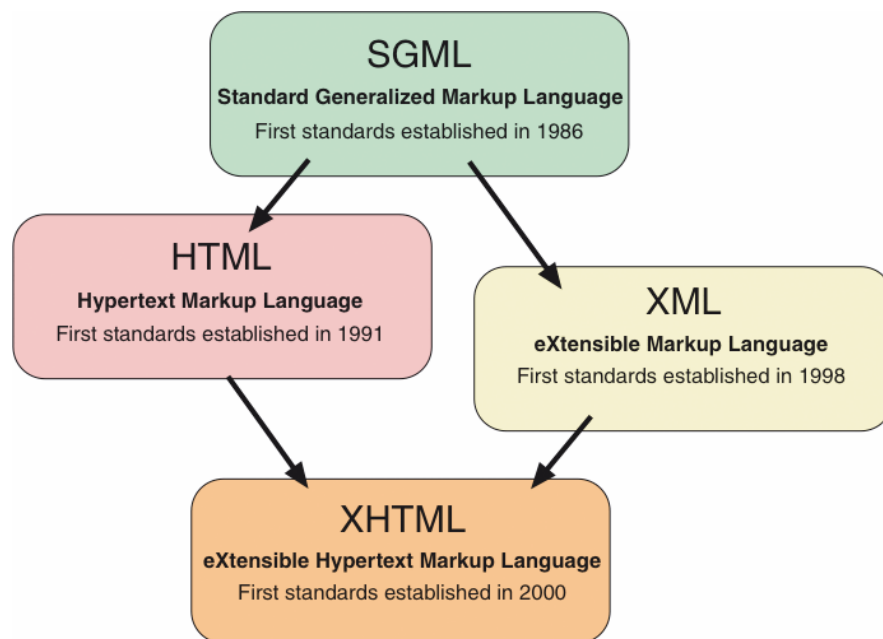 SGML
Standard Generalized Markup Language
First standards established in 1986
HTML
Hypertext Markup Language
First standards established in 1991
XML
eXtensible Markup Language
First standards established in 1998
XHTML
eXtensible Hypertext Markup Language
First standards established in 2000